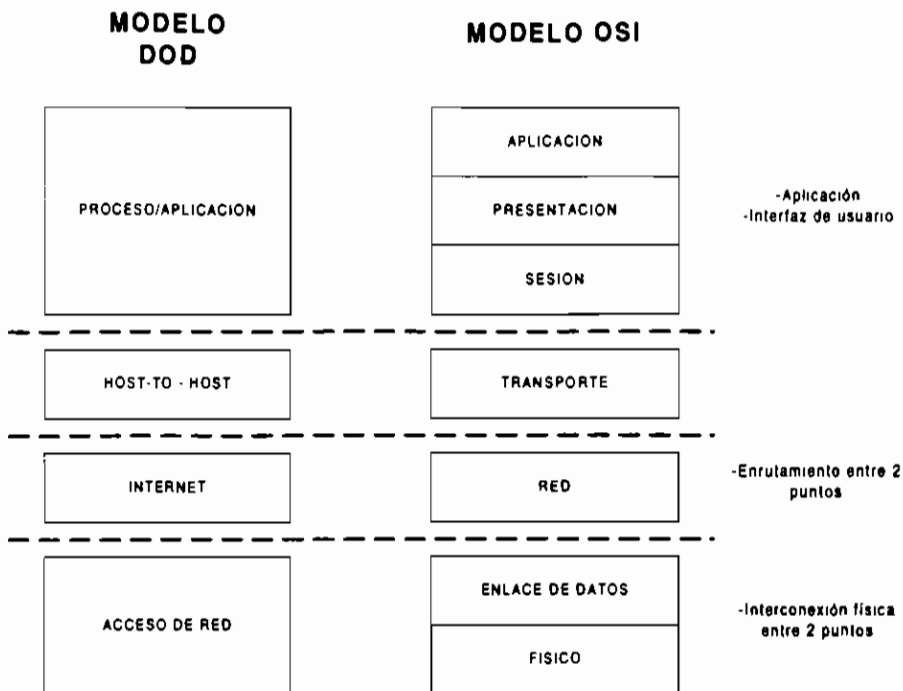 MODELO
DOD
MODELO OSI
PROCESO/APLICACION
APLICACION
PRESENTACION
SESION
-Aplicación
-Interfaz de usuario
HOST-TO - HOST
TRANSPORTE
INTERNET
RED
-Enrutamiento entre 2
puntos
ACCESO DE RED
ENLACE DE DATOS
FISICO
-Interconexión física
entre 2 puntos